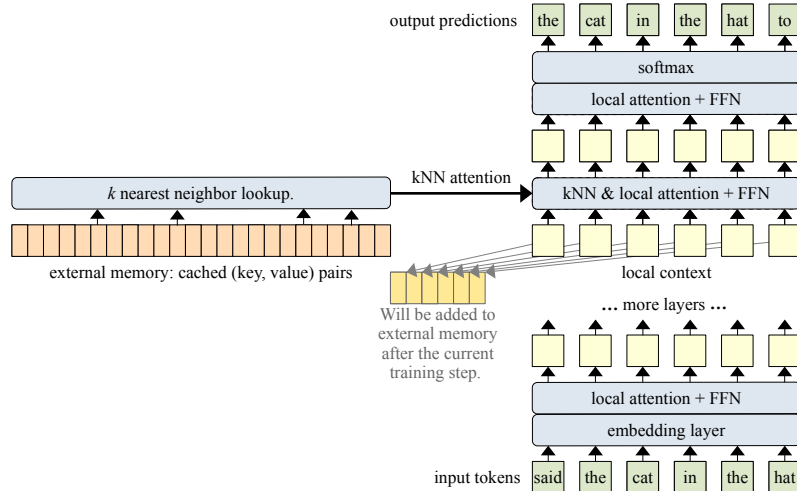 output predictions the cat in the hat to
softmax
local attention + FFN
kNN attention
k nearest neighbor lookup.
kNN & local attention + FFN
external memory: cached (key, value) pairs
local context
Will be added to
external memory
after the current
training step.
... more layers ...
local attention + FFN
embedding layer
input tokens said the cat in the hat